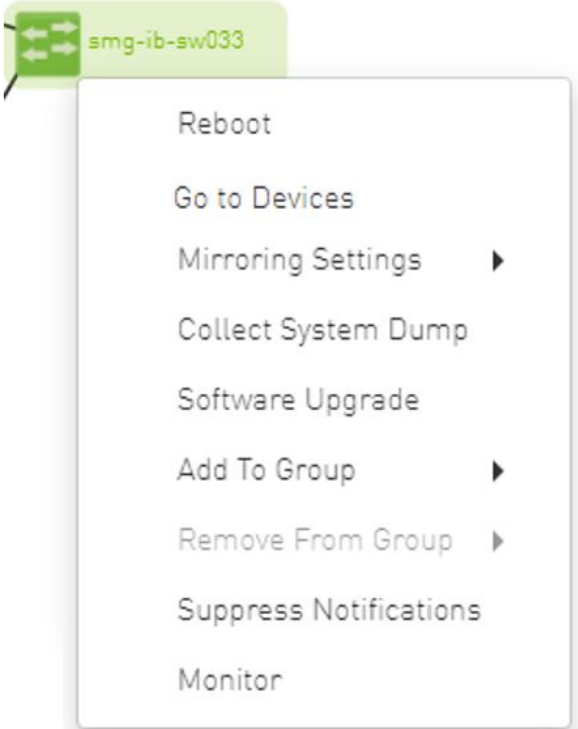 smg-ib-sw033
Reboot
Go to Devices
Mirroring Settings
Collect System Dump
Software Upgrade
Add To Group
Remove From Group
Suppress Notifications
Monitor